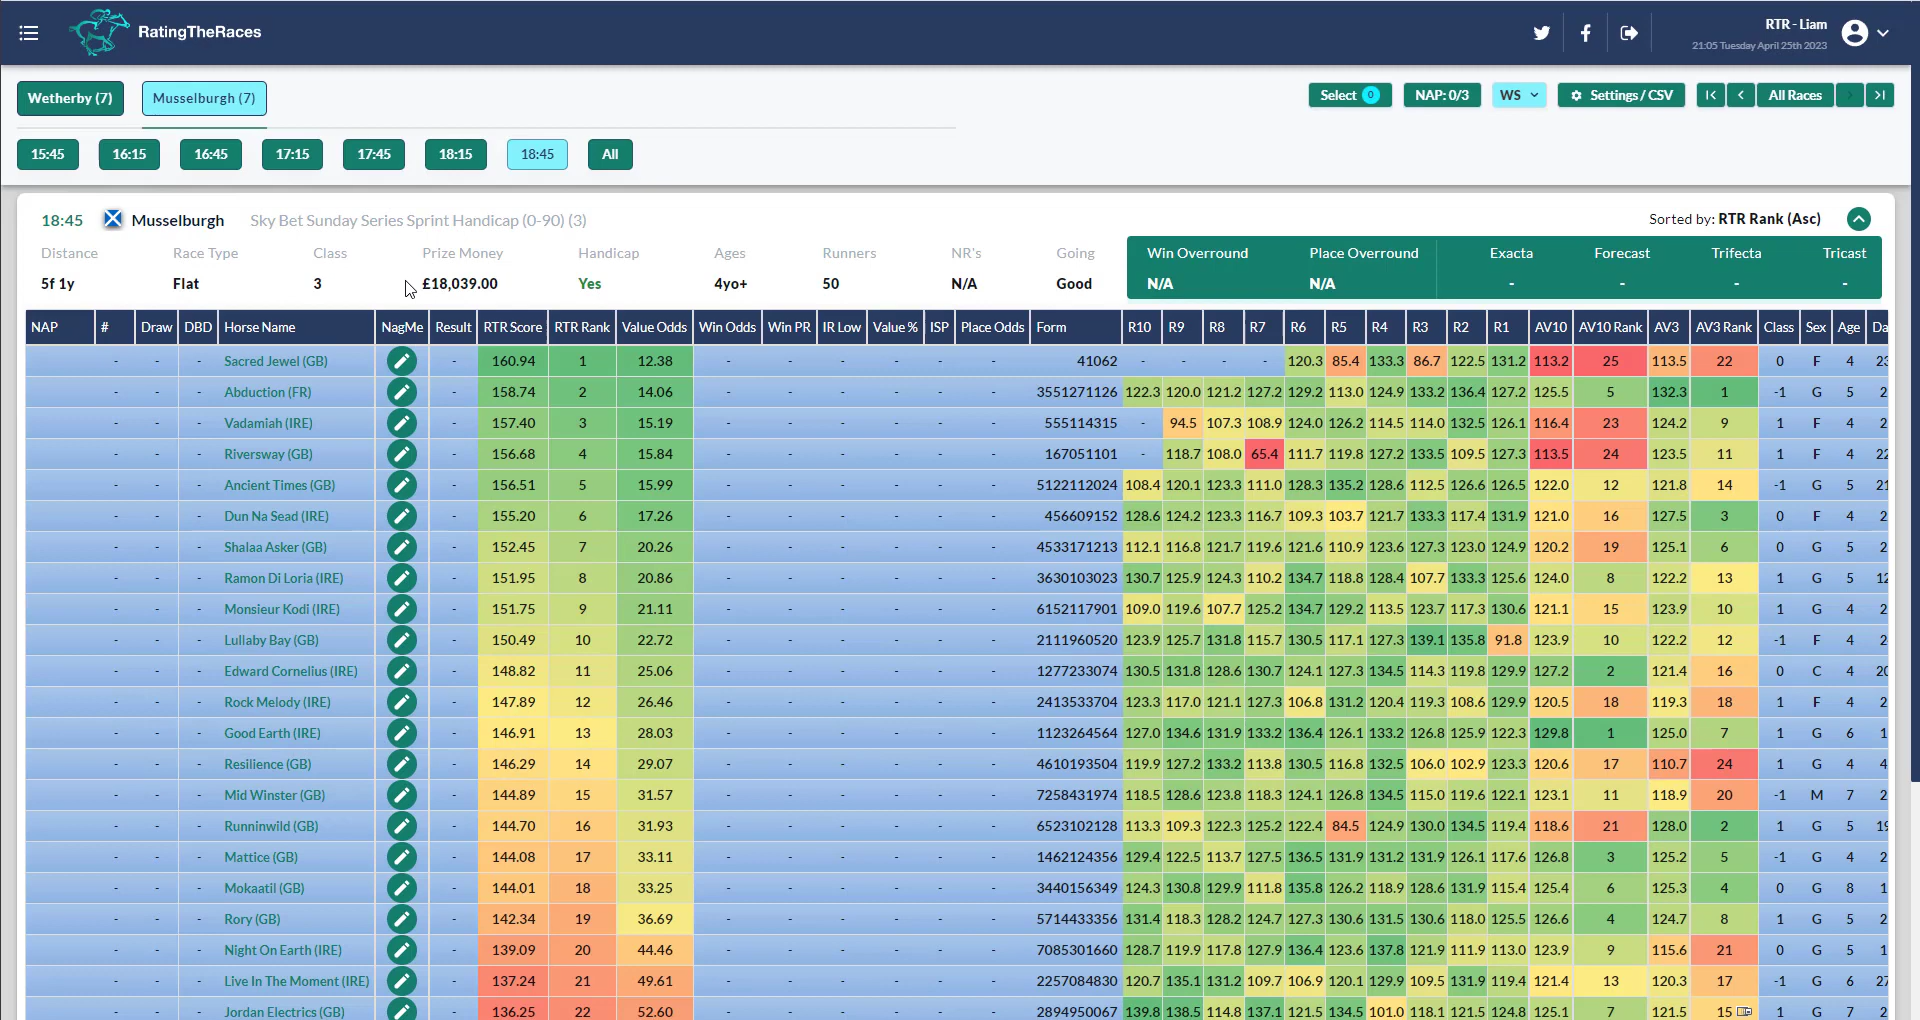 RatingTheRaces
RTR - Liam
21:05 Tuesday April 25th 2023
Wetherby (7) Musselburgh (7)
Select 0 NAP: 0/3 WS Settings / CSV All Races
15:45 16:15 16:45 17:15 17:45 18:15 18:45 All
18:45 Musselburgh Sky Bet Sunday Series Sprint Handicap (0-90) (3) Sorted by: RTR Rank (Asc)
Distance Race Type Class Prize Money Handicap Ages Runners NR's Going Win Overround Place Overround Exacta Forecast Trifecta Tricast
5f 1y Flat 3 £18,039.00 Yes 4yo+ 50 N/A Good N/A N/A - - - -
NAP # Draw DBD Horse Name NagMe Result RTR Score RTR Rank Value Odds Win Odds Win PR IR Low Value % ISP Place Odds Form R10 R9 R8 R7 R6 R5 R4 R3 R2 R1 AV10 AV10 Rank AV3 AV3 Rank Class Sex Age Da
- - - Sacred Jewel (GB) - 160.94 1 12.38 - - - - - - 41062 - - - - 120.3 85.4 133.3 86.7 122.5 131.2 113.2 25 113.5 22 0 F 4 23
- - - Abduction (FR) - 158.74 2 14.06 - - - - - - 3551271126 122.3 120.0 121.2 127.2 129.2 113.0 124.9 133.2 136.4 127.2 125.5 5 132.3 1 -1 G 5 2
- - - Vadamiah (IRE) - 157.40 3 15.19 - - - - - - 555114315 - 94.5 107.3 108.9 124.0 126.2 114.5 114.0 132.5 126.1 116.4 23 124.2 9 1 F 4 2
- - - Riversway (GB) - 156.68 4 15.84 - - - - - - 167051101 - 118.7 108.0 65.4 111.7 119.8 127.2 133.5 109.5 127.3 113.5 24 123.5 11 1 F 4 22
- - - Ancient Times (GB) - 156.51 5 15.99 - - - - - - 5122112024 108.4 120.1 123.3 111.0 128.3 135.2 128.6 112.5 126.6 126.5 122.0 12 121.8 14 -1 G 5 21
- - - Dun Na Sead (IRE) - 155.20 6 17.26 - - - - - - 456609152 128.6 124.2 123.3 116.7 109.3 103.7 121.7 133.3 117.4 131.9 121.0 16 127.5 3 0 F 4 2
- - - Shalaa Asker (GB) - 152.45 7 20.26 - - - - - - 4533171213 112.1 116.8 121.7 119.6 121.6 110.9 123.6 127.3 123.0 124.9 120.2 19 125.1 6 0 G 5 2
- - - Ramon Di Loria (IRE) - 151.95 8 20.86 - - - - - - 3630103023 130.7 125.9 124.3 110.2 134.7 118.8 128.4 107.7 133.3 125.6 124.0 8 122.2 13 1 G 5 12
- - - Monsieur Kodi (IRE) - 151.75 9 21.11 - - - - - - 6152117901 109.0 119.6 107.7 125.2 134.7 129.2 113.5 123.7 117.3 130.6 121.1 15 123.9 10 1 G 4 2
- - - Lullaby Bay (GB) - 150.49 10 22.72 - - - - - - 2111960520 123.9 125.7 131.8 115.7 130.5 117.1 127.3 139.1 135.8 91.8 123.9 10 122.2 12 -1 F 4 2
- - - Edward Cornelius (IRE) - 148.82 11 25.06 - - - - - - 1277233074 130.5 131.8 128.6 130.7 124.1 127.3 134.5 114.3 119.8 129.9 127.2 2 121.4 16 0 C 4 20
- - - Rock Melody (IRE) - 147.89 12 26.46 - - - - - - 2413533704 123.3 117.0 121.1 127.3 106.8 131.2 120.4 119.3 108.6 129.9 120.5 18 119.3 18 1 F 4 2
- - - Good Earth (IRE) - 146.91 13 28.03 - - - - - - 1123264564 127.0 134.6 131.9 133.2 136.4 126.1 133.2 126.8 125.9 122.3 129.8 1 125.0 7 1 G 6 1
- - - Resilience (GB) - 146.29 14 29.07 - - - - - - 4610193504 119.9 127.2 133.2 113.8 130.5 116.8 132.5 106.0 102.9 123.3 120.6 17 110.7 24 1 G 4 4
- - - Mid Winster (GB) - 144.89 15 31.57 - - - - - - 7258431974 118.5 128.6 123.8 118.3 124.1 126.8 134.5 115.0 119.6 122.1 123.1 11 118.9 20 -1 M 7 2
- - - Runninwild (GB) - 144.70 16 31.93 - - - - - - 6523102128 113.3 109.3 122.3 125.2 122.4 84.5 124.9 130.0 134.5 119.4 118.6 21 128.0 2 1 G 5 19
- - - Mattice (GB) - 144.08 17 33.11 - - - - - - 1462124356 129.4 122.5 113.7 127.5 136.5 131.9 131.2 131.9 126.1 117.6 126.8 3 125.2 5 -1 G 4 2
- - - Mokaatil (GB) - 144.01 18 33.25 - - - - - - 3440156349 124.3 130.8 129.9 111.8 135.8 126.2 118.9 128.6 131.9 115.4 125.4 6 125.3 4 0 G 8 1
- - - Rory (GB) - 142.34 19 36.69 - - - - - - 5714433356 131.4 118.3 128.2 124.7 127.3 130.6 131.5 130.6 118.0 125.5 126.6 4 124.7 8 1 G 5 2
- - - Night On Earth (IRE) - 139.09 20 44.46 - - - - - - 7085301660 128.7 119.9 117.8 127.9 136.4 123.6 137.8 121.9 111.9 113.0 123.9 9 115.6 21 0 G 5 1
- - - Live In The Moment (IRE) - 137.24 21 49.61 - - - - - - 2257084830 120.7 135.1 131.2 109.7 106.9 120.1 129.9 109.5 131.9 119.4 121.4 13 120.3 17 -1 G 6 27
- - - Jordan Electrics (GB) - 136.25 22 52.60 - - - - - - 2894950067 139.8 138.5 114.8 137.1 121.5 134.5 101.0 118.1 121.5 124.8 125.1 7 121.5 15 1 G 7 2